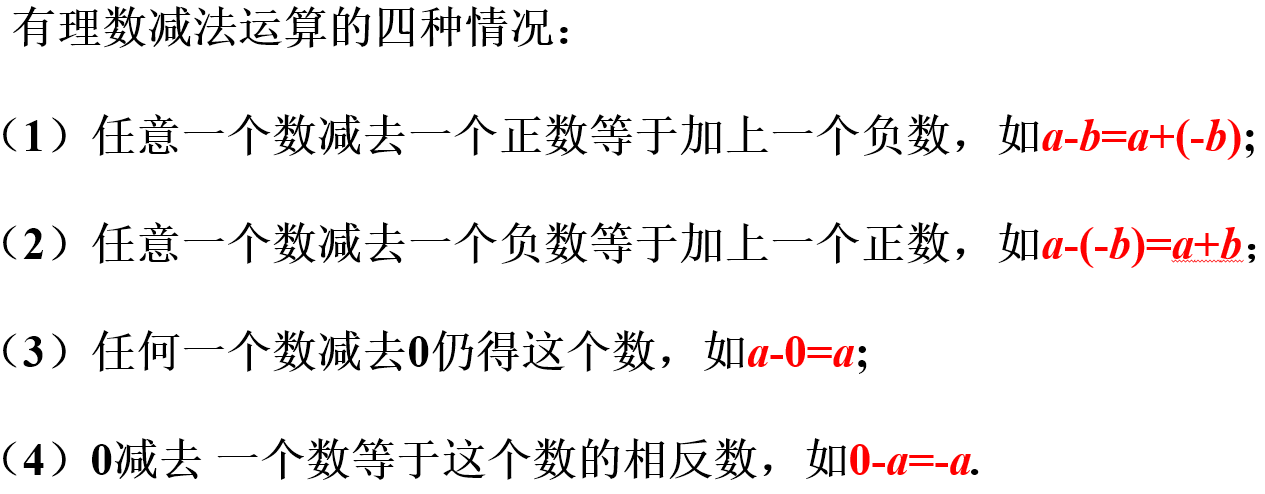 有理数减法运算的四种情况：
（1）任意一个数减去一个正数等于加上一个负数，如a-b=a+(-b);
（2）任意一个数减去一个负数等于加上一个正数，如a-(-b)=a+b；
（3）任何一个数减去0仍得这个数，如a-0=a;
（4）0减去 一个数等于这个数的相反数，如0-a=-a.